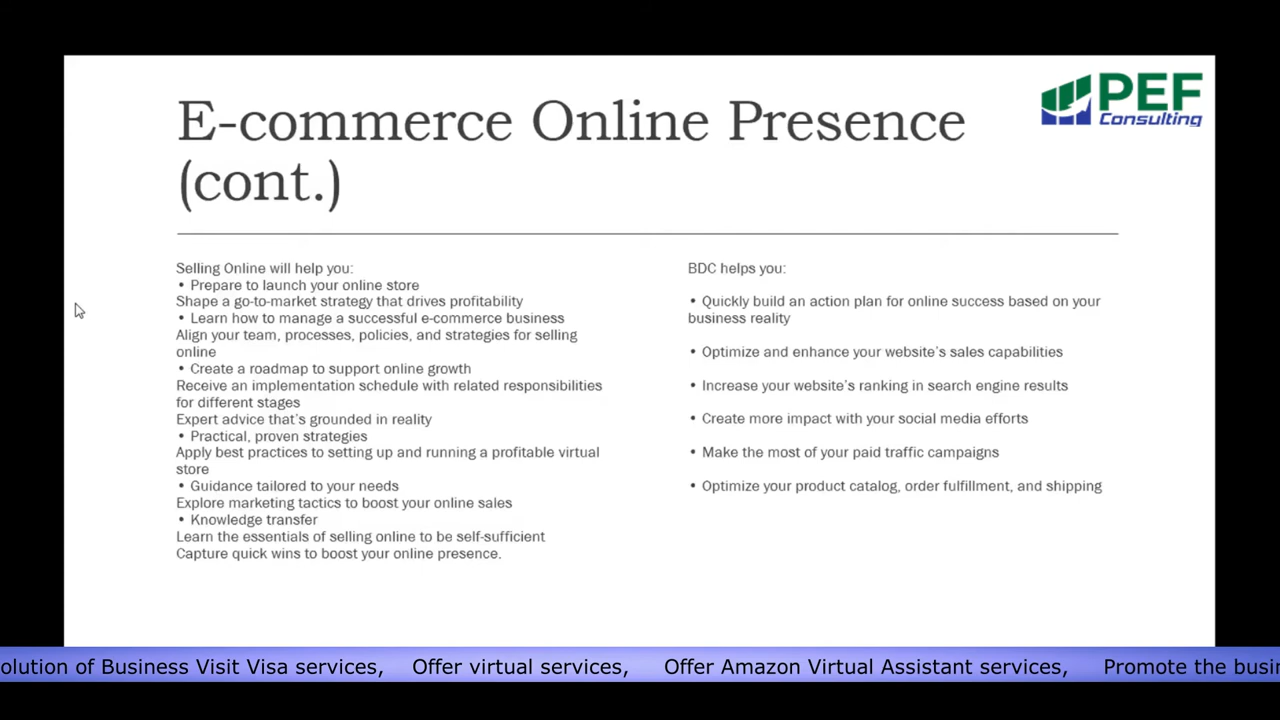 E-commerce Online Presence
(cont.)
PEF
Consulting
Selling Online will help you:
• Prepare to launch your online store
Shape a go-to-market strategy that drives profitability
• Learn how to manage a successful e-commerce business
Align your team, processes, policies, and strategies for selling
online
• Create a roadmap to support online growth
Receive an implementation schedule with related responsibilities
for different stages
Expert advice that's grounded in reality
• Practical, proven strategies
Apply best practices to setting up and running a profitable virtual
store
• Guidance tailored to your needs
Explore marketing tactics to boost your online sales
• Knowledge transfer
Learn the essentials of selling online to be self-sufficient
Capture quick wins to boost your online presence.
BDC helps you:
• Quickly build an action plan for online success based on your
business reality
• Optimize and enhance your website's sales capabilities
• Increase your website's ranking in search engine results
• Create more impact with your social media efforts
• Make the most of your paid traffic campaigns
• Optimize your product catalog, order fulfillment, and shipping
olution of Business Visit Visa services, Offer virtual services, Offer Amazon Virtual Assistant services, Promote the busi